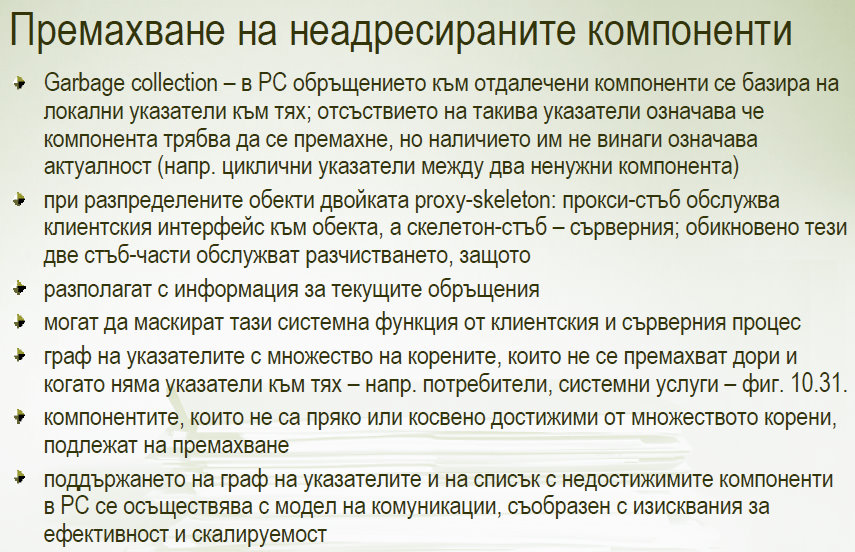 Премахване на неадресираните компоненти
Garbage collection – в РС обръщението към отдалечени компоненти се базира на
локални указатели към тях; отсъствието на такива указатели означава че
компонента трябва да се премахне, но наличието им не винаги означава
актуалност (напр. циклични указатели между два ненужни компонента)
при разпределените обекти двойката proxy-skeleton: прокси-стъб обслужва
клиентския интерфейс към обекта, а скелетон-стъб – сърверния; обикновено тези
две стъб-части обслужват разчистването, защото
разполагат с информация за текущите обръщения
могат да маскират тази системна функция от клиентския и сърверния процес
граф на указателите с множество на корените, които не се премахват дори и
когато няма указатели към тях – напр. потребители, системни услуги – фиг. 10.31.
компонентите, които не са пряко или косвено достижими от множеството корени,
подлежат на премахване
поддържането на граф на указателите и на списък с недостижимите компоненти
в РС се осъществява с модел на комуникации, съобразен с изисквания за
ефективност и скалируемост